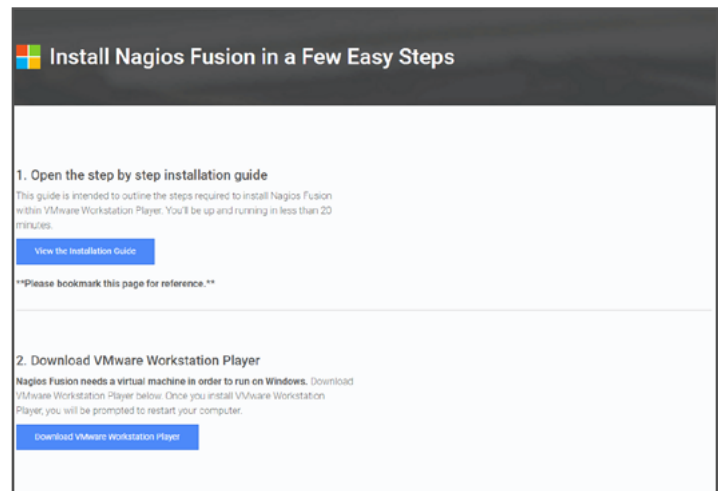 Install Nagios Fusion in a Few Easy Steps
1. Open the step by step installation guide
This guide is intended to outline the steps required to install Nagios Fusion
within VMware Workstation Player. You'll be up and running in less than 20
minutes.
View the Installation Guide
**Please bookmark this page for reference.**
2. Download VMware Workstation Player
Nagios Fusion needs a virtual machine in order to run on Windows. Download
VMware Workstation Player below. Once you install VMware Workstation
Player, you will be prompted to restart your computer.
Download VMware Workstation Player